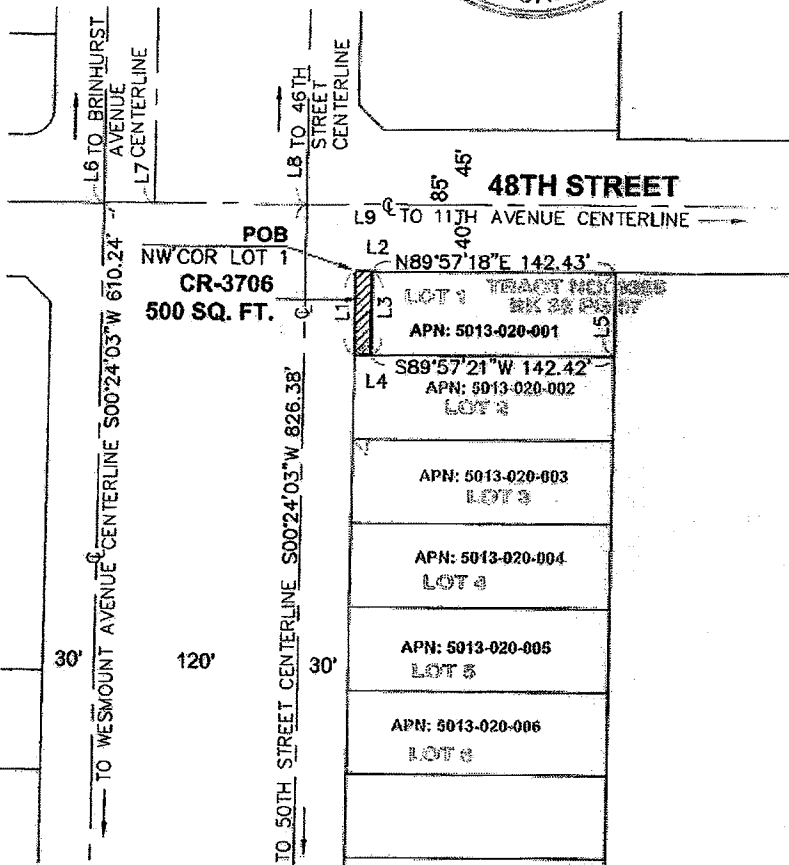 L6 TO BRINHURST
AVENUE
L7 CENTERLINE
L8 TO 46TH
STREET
CENTERLINE
85'
45'
48TH STREET
L9 ℄ TO 11TH AVENUE CENTERLINE
40'
POB
NW'COR LOT 1
L2
N89°57'18"E 142.43'
CR-3706
500 SQ. FT.
℄
L1
L3
LOT 1
TRACT
BK 35 PG
L5
APN: 5013-020-001
S89°57'21"W 142.42'
L4
APN: 5013-020-002
LOT 2
APN: 5013-020-003
LOT 3
APN: 5013-020-004
LOT 4
APN: 5013-020-005
LOT 5
APN: 5013-020-006
LOT 6
30'
120'
30'
TO WESMOUNT AVENUE CENTERLINE S00°24'03"W 610.24'
℄
TO 50TH STREET CENTERLINE S00°24'03"W 826.38'